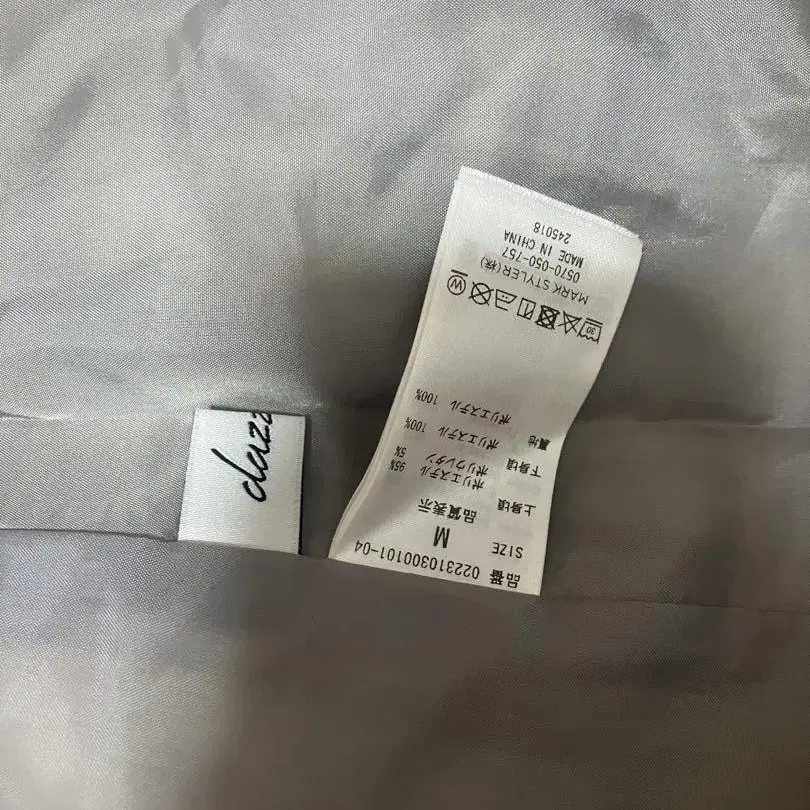 品番 022310300101-04
SIZE M
品質表示
上身頃 ポリエステル 95%
ポリウレタン 5%
下身頃 ポリエステル 100%
裏地 ポリエステル 100%
30
W
MARK STYLER(株)
0570-050-757
MADE IN CHINA
245018
dazz